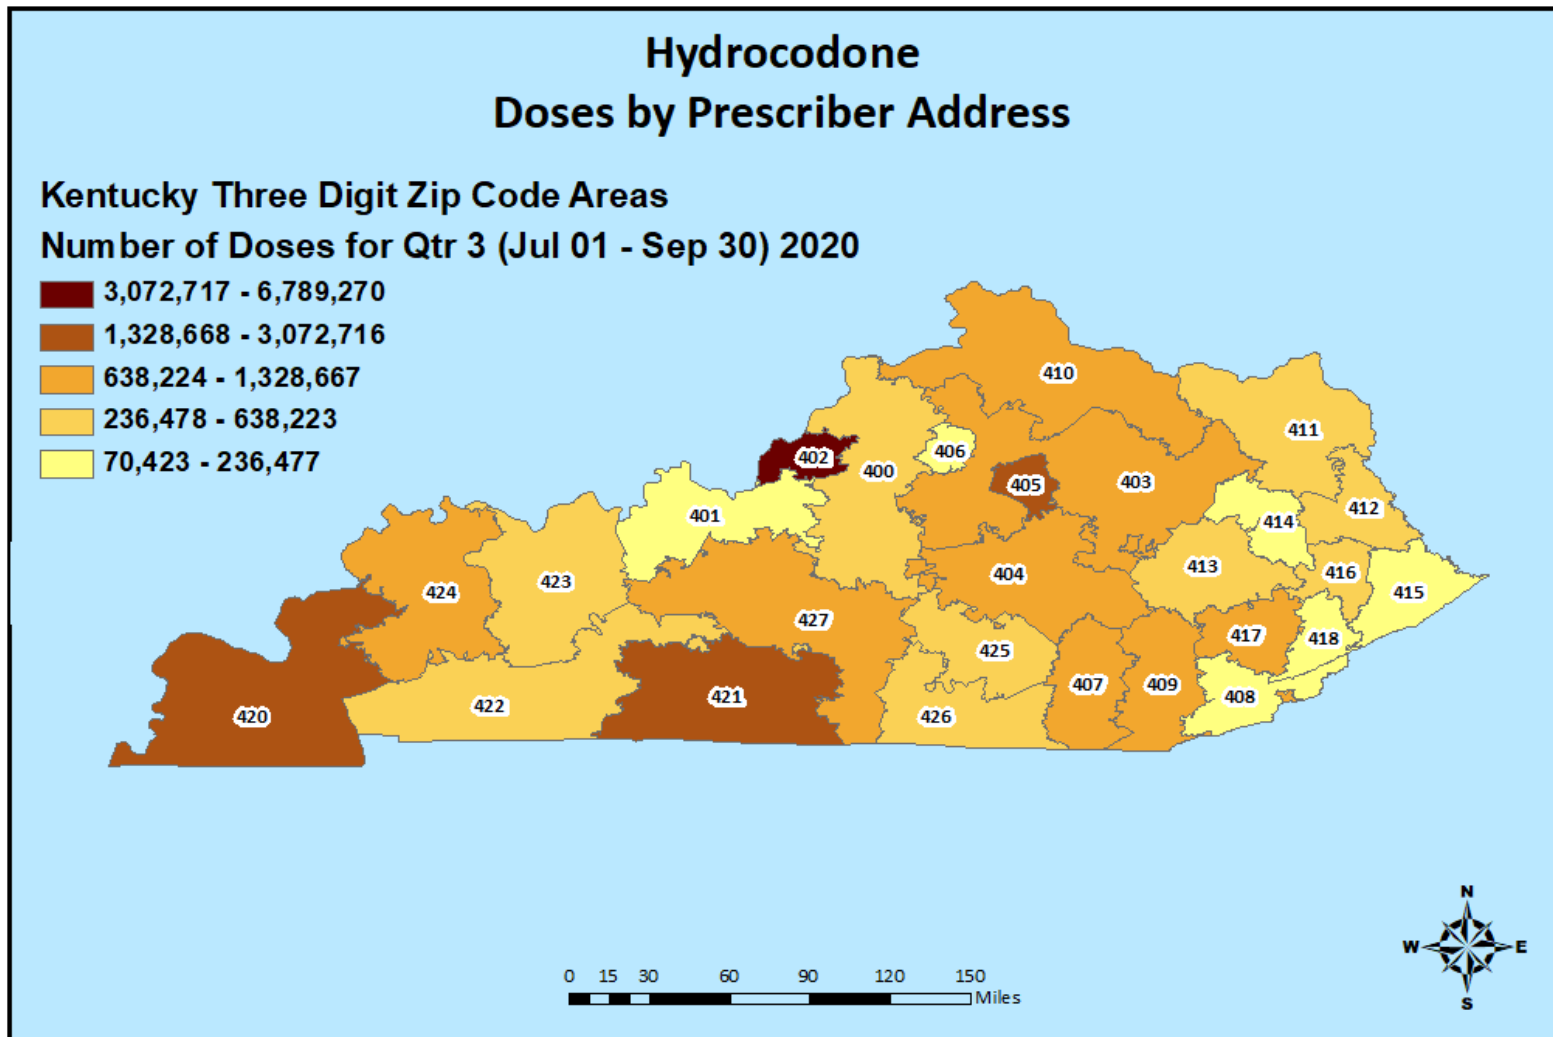 Hydrocodone
Doses by Prescriber Address
Kentucky Three Digit Zip Code Areas
Number of Doses for Qtr 3 (Jul 01 - Sep 30) 2020
3,072,717 - 6,789,270
1,328,668 - 3,072,716
638,224 - 1,328,667
236,478 - 638,223
70,423 - 236,477
410
411
402
406
400
405
403
401
412
414
404
413
416
423
424
415
427
417
418
425
407
409
408
421
422
426
420
N
W
E
S
0 15 30 60 90 120 150
Miles